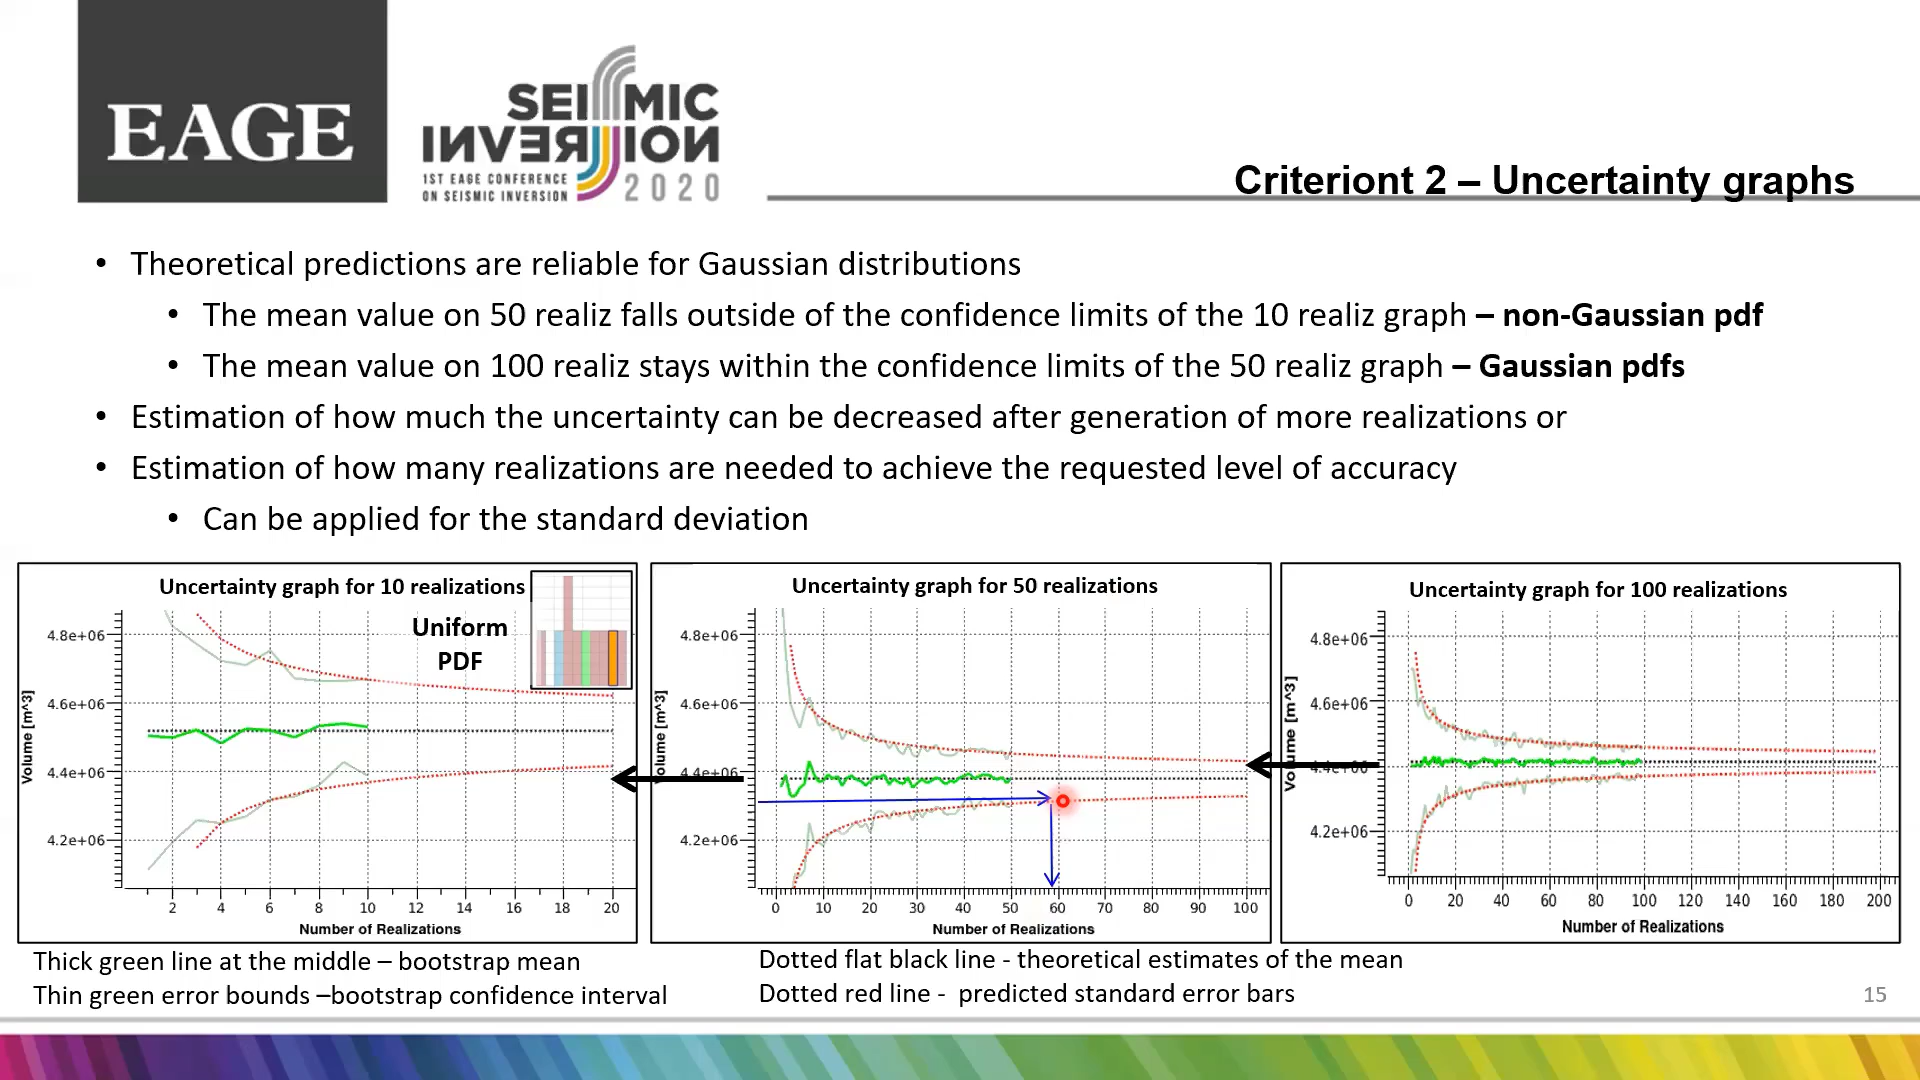 EAGE
SEISMIC
INVERSION
1ST EAGE CONFERENCE
ON SEISMIC INVERSION
2020
Criteriont 2 – Uncertainty graphs
• Theoretical predictions are reliable for Gaussian distributions
• The mean value on 50 realiz falls outside of the confidence limits of the 10 realiz graph – non-Gaussian pdf
• The mean value on 100 realiz stays within the confidence limits of the 50 realiz graph – Gaussian pdfs
• Estimation of how much the uncertainty can be decreased after generation of more realizations or
• Estimation of how many realizations are needed to achieve the requested level of accuracy
• Can be applied for the standard deviation
Uncertainty graph for 10 realizations
Uniform
PDF
Volume [m^3]
4.8e+06
4.6e+06
4.4e+06
4.2e+06
2 4 6 8 10 12 14 16 18 20
Number of Realizations
Uncertainty graph for 50 realizations
Volume [m^3]
4.8e+06
4.6e+06
4.4e+06
4.2e+06
0 10 20 30 40 50 60 70 80 90 100
Number of Realizations
Uncertainty graph for 100 realizations
Volume [m^3]
4.8e+06
4.6e+06
4.4e+06
4.2e+06
0 20 40 60 80 100 120 140 160 180 200
Number of Realizations
Thick green line at the middle – bootstrap mean
Thin green error bounds –bootstrap confidence interval
Dotted flat black line - theoretical estimates of the mean
Dotted red line - predicted standard error bars
15